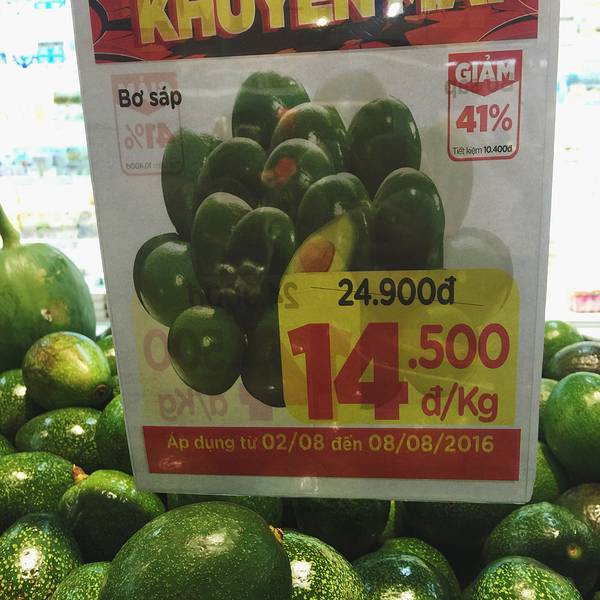 KHUYẾN MÃI
Bơ sáp
GIẢM
41%
Tiết kiệm 10.400đ
24.900đ
14.500
đ/Kg
Áp dụng từ 02/08 đến 08/08/2016